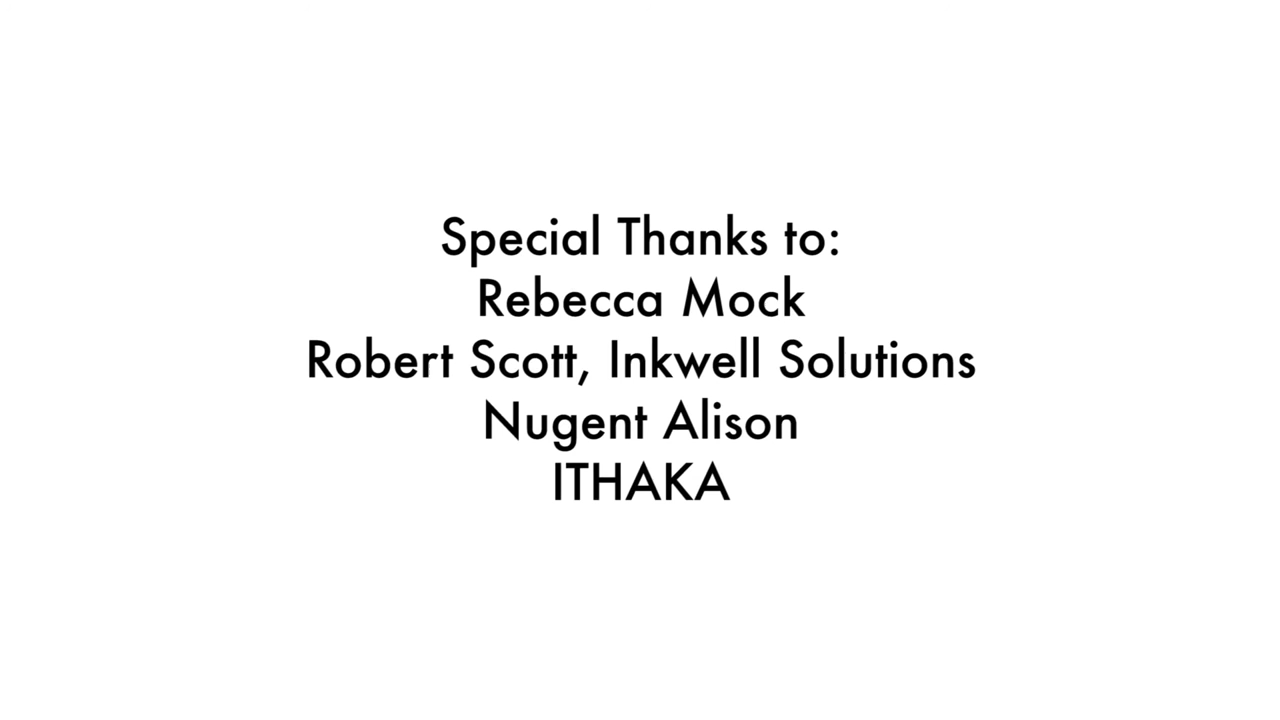 Special Thanks to:
Rebecca Mock
Robert Scott, Inkwell Solutions
Nugent Alison
ITHAKA